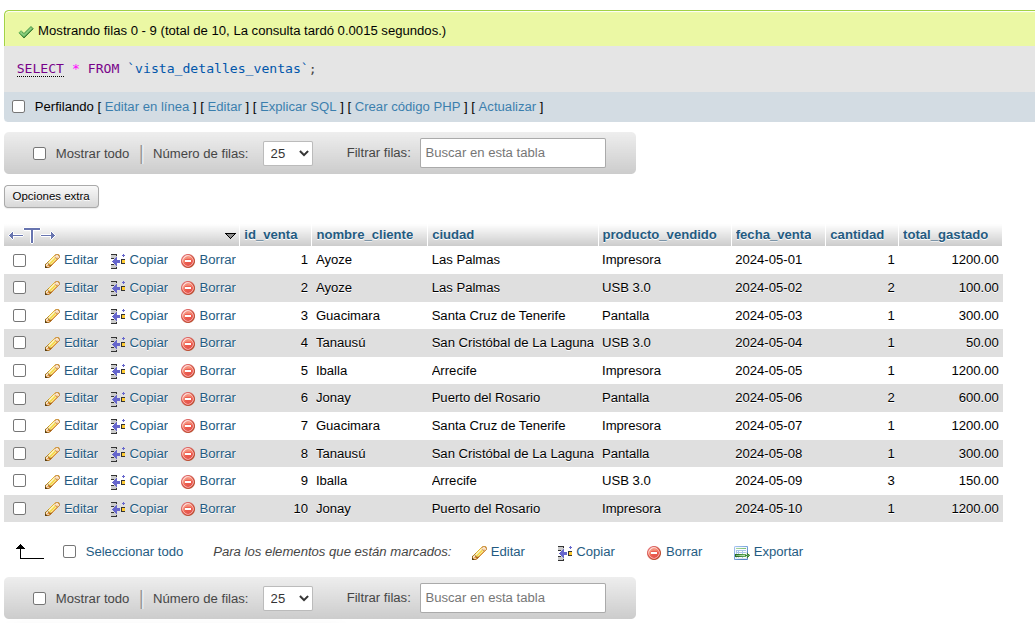 Mostrando filas 0 - 9 (total de 10, La consulta tardó 0.0015 segundos.)
SELECT * FROM `vista_detalles_ventas`;
Perfilando [ Editar en línea ] [ Editar ] [ Explicar SQL ] [ Crear código PHP ] [ Actualizar ]
Mostrar todo | Número de filas: 25 Filtrar filas: Buscar en esta tabla
Opciones extra
id_venta nombre_cliente ciudad producto_vendido fecha_venta cantidad total_gastado
Editar Copiar Borrar 1 Ayoze Las Palmas Impresora 2024-05-01 1 1200.00
Editar Copiar Borrar 2 Ayoze Las Palmas USB 3.0 2024-05-02 2 100.00
Editar Copiar Borrar 3 Guacimara Santa Cruz de Tenerife Pantalla 2024-05-03 1 300.00
Editar Copiar Borrar 4 Tanausú San Cristóbal de La Laguna USB 3.0 2024-05-04 1 50.00
Editar Copiar Borrar 5 Iballa Arrecife Impresora 2024-05-05 1 1200.00
Editar Copiar Borrar 6 Jonay Puerto del Rosario Pantalla 2024-05-06 2 600.00
Editar Copiar Borrar 7 Guacimara Santa Cruz de Tenerife Impresora 2024-05-07 1 1200.00
Editar Copiar Borrar 8 Tanausú San Cristóbal de La Laguna Pantalla 2024-05-08 1 300.00
Editar Copiar Borrar 9 Iballa Arrecife USB 3.0 2024-05-09 3 150.00
Editar Copiar Borrar 10 Jonay Puerto del Rosario Impresora 2024-05-10 1 1200.00
Seleccionar todo Para los elementos que están marcados: Editar Copiar Borrar Exportar
Mostrar todo | Número de filas: 25 Filtrar filas: Buscar en esta tabla